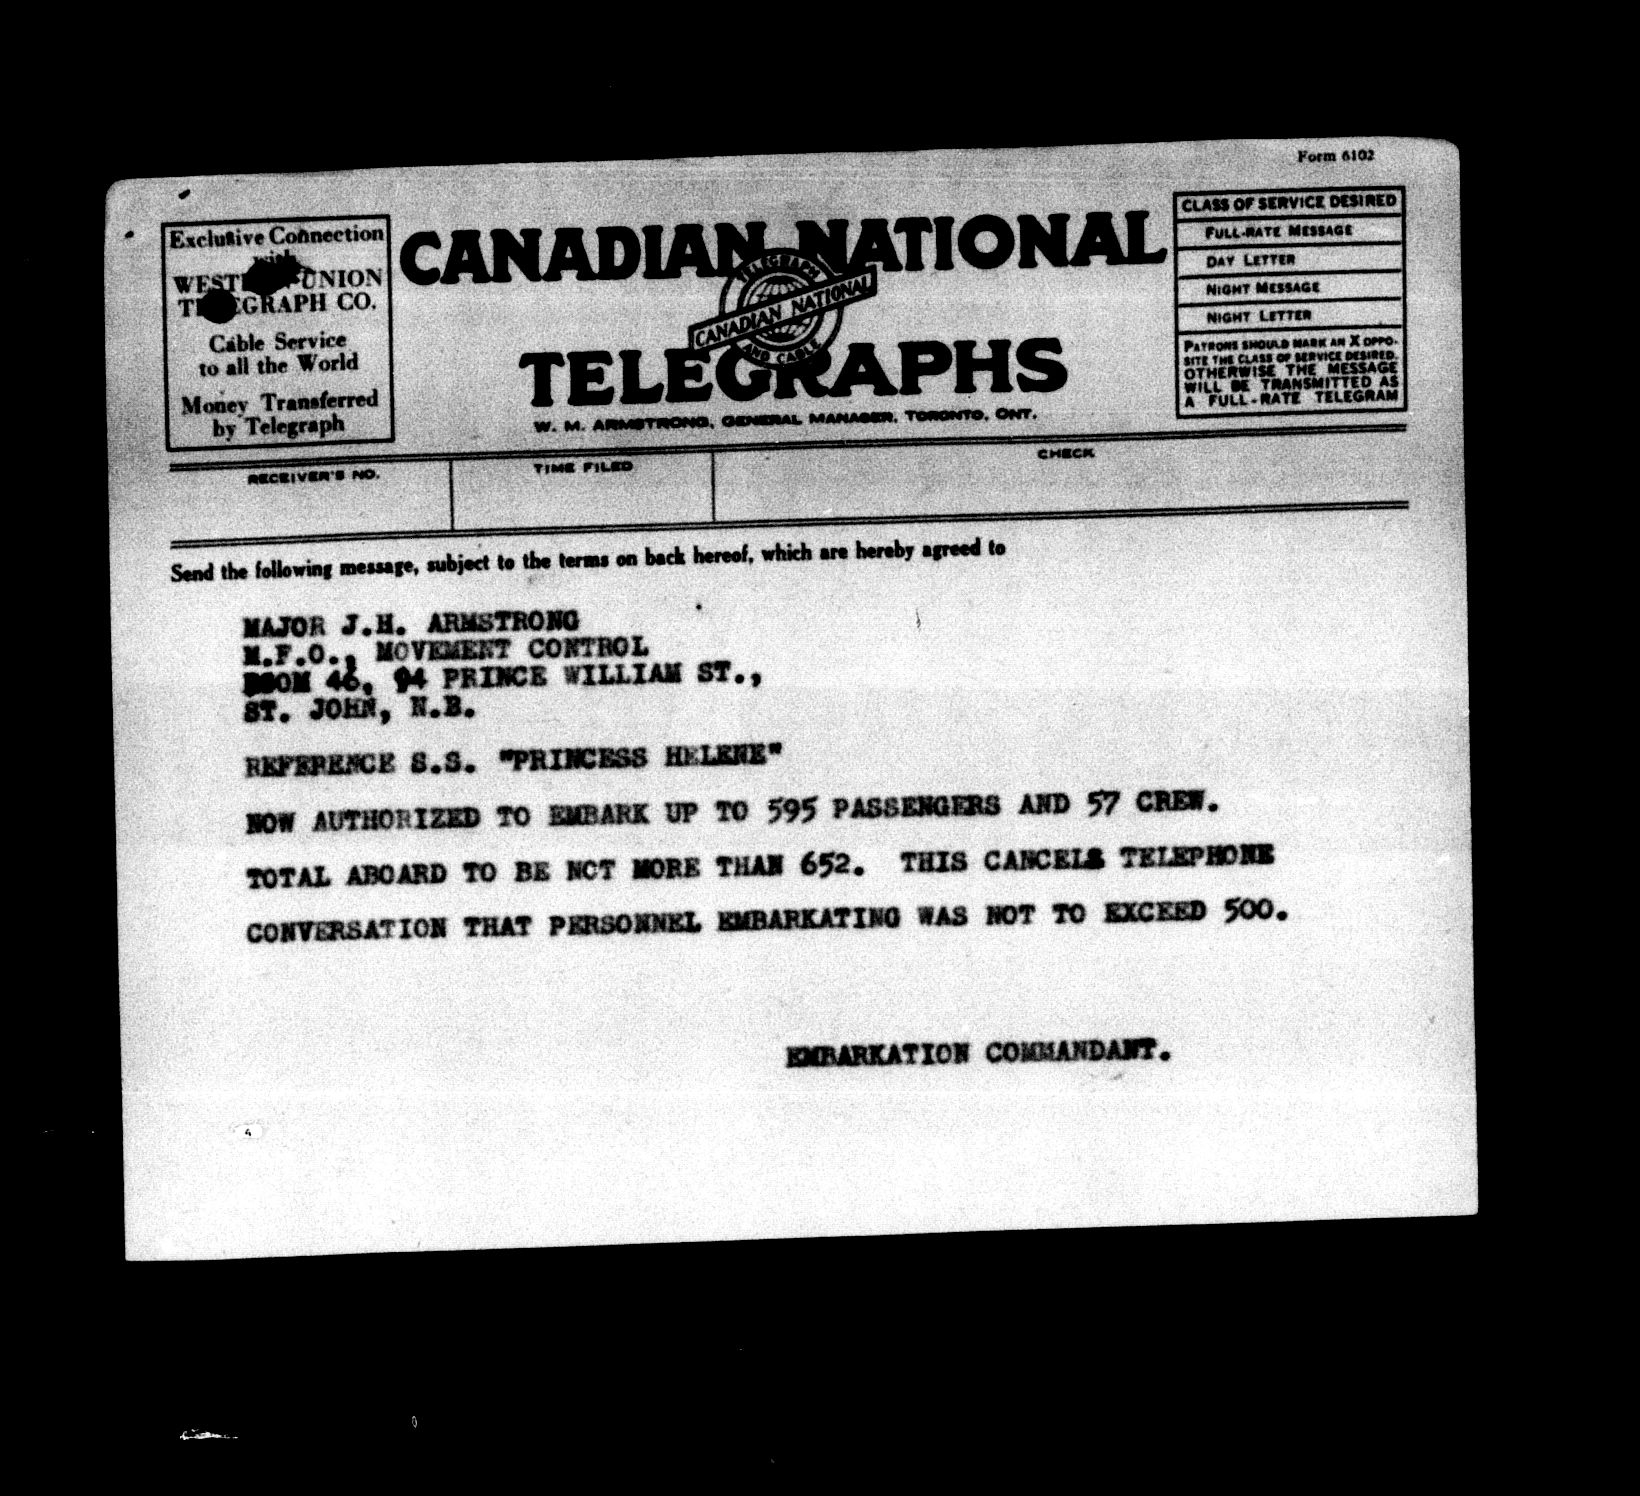 Form 6102
Exclusive Connection
with
WESTERN UNION
TELEGRAPH CO.
Cable Service
to all the World
Money Transferred
by Telegraph
CANADIAN NATIONAL
TELEGRAPH
CANADIAN NATIONAL
AND CABLE
TELEGRAPHS
W. M. ARMSTRONG, GENERAL MANAGER, TORONTO, ONT.
CLASS OF SERVICE DESIRED
FULL-RATE MESSAGE
DAY LETTER
NIGHT MESSAGE
NIGHT LETTER
PATRONS SHOULD MARK AN X OPPO-
SITE THE CLASS OF SERVICE DESIRED.
OTHERWISE THE MESSAGE
WILL BE TRANSMITTED AS
A FULL-RATE TELEGRAM
RECEIVER'S NO.
TIME FILED
CHECK
Send the following message, subject to the terms on back hereof, which are hereby agreed to
MAJOR J.H. ARMSTRONG
M.F.O., MOVEMENT CONTROL
ROOM 46, 94 PRINCE WILLIAM ST.,
ST. JOHN, N.B.
REFERENCE S.S. "PRINCESS HELENE"
NOW AUTHORIZED TO EMBARK UP TO 595 PASSENGERS AND 57 CREW.
TOTAL ABOARD TO BE NOT MORE THAN 652. THIS CANCELS TELEPHONE
CONVERSATION THAT PERSONNEL EMBARKATING WAS NOT TO EXCEED 500.
EMBARKATION COMMANDANT.